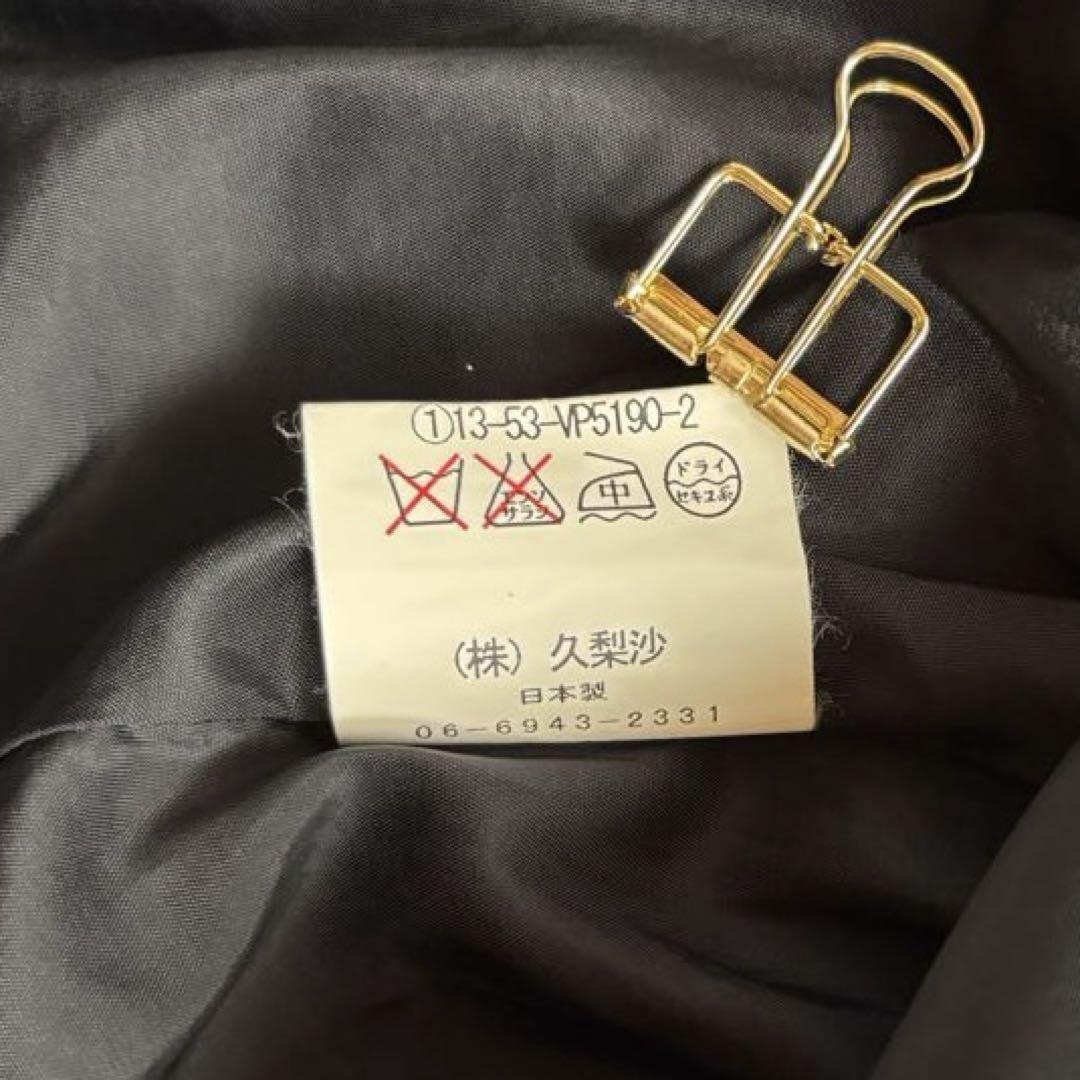 ①13-53-VP5190-2
エンソ サラシ 中 ドライ セキユ系
(株) 久梨沙
日本製
06-6943-2331